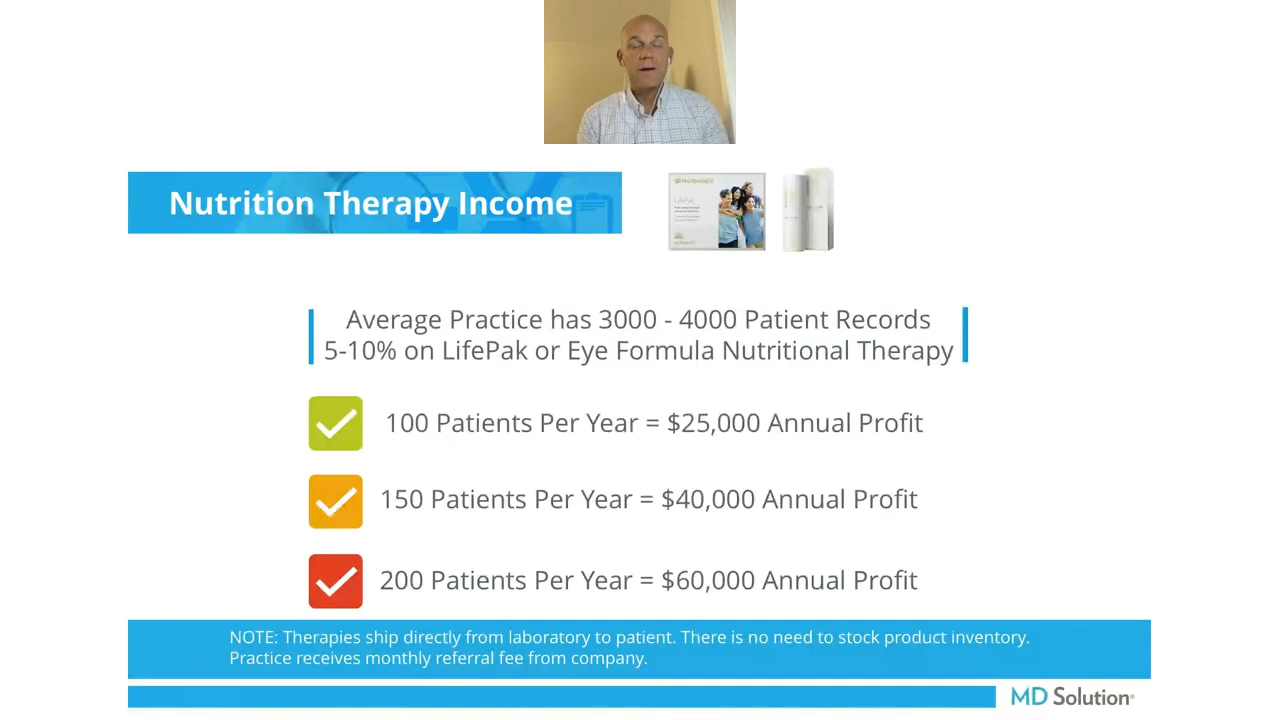 Nutrition Therapy Income
PHARMANEX
LifePak
Average Practice has 3000 - 4000 Patient Records
5-10% on LifePak or Eye Formula Nutritional Therapy
100 Patients Per Year = $25,000 Annual Profit
150 Patients Per Year = $40,000 Annual Profit
200 Patients Per Year = $60,000 Annual Profit
NOTE: Therapies ship directly from laboratory to patient. There is no need to stock product inventory.
Practice receives monthly referral fee from company.
MD Solution®